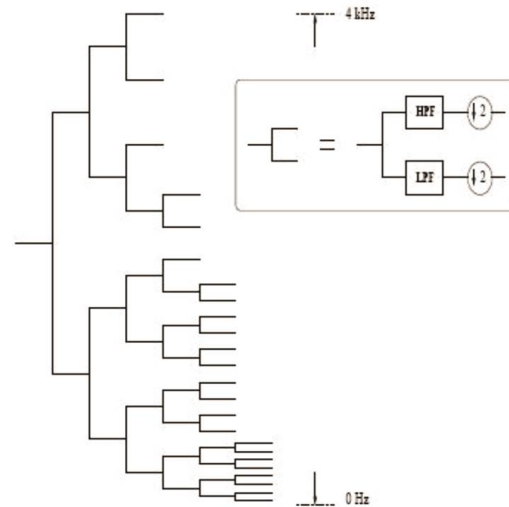 4 kHz
HPF
↓2
=
LPF
↓2
0 Hz